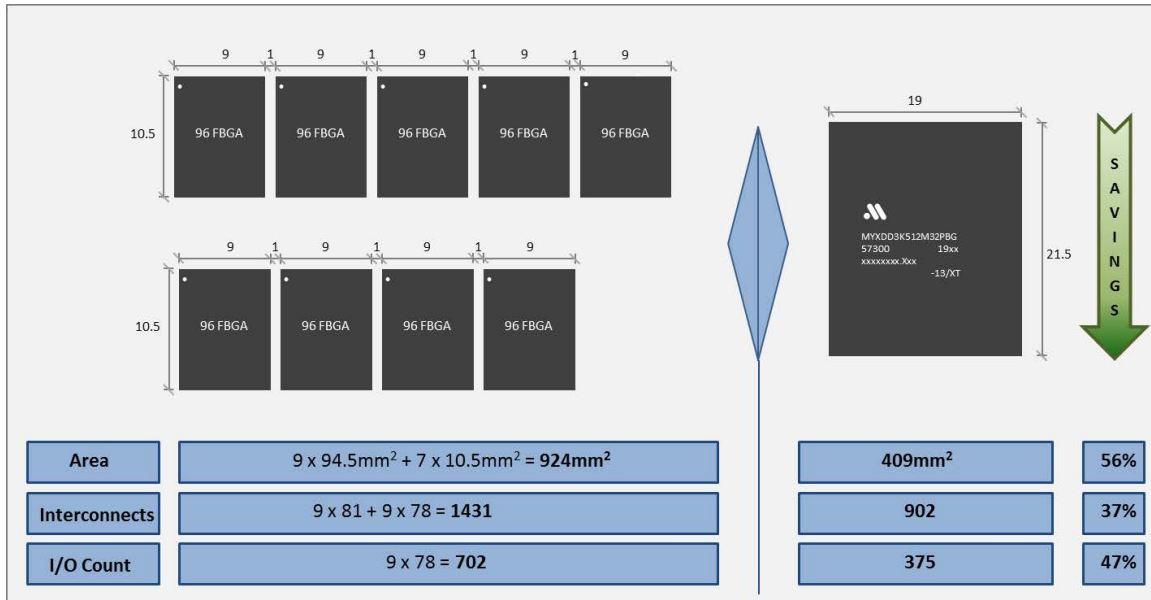 9 1 9 1 9 1 9 1 9
10.5
96 FBGA 96 FBGA 96 FBGA 96 FBGA 96 FBGA
9 1 9 1 9 1 9
10.5
96 FBGA 96 FBGA 96 FBGA 96 FBGA
19
MYXDD3K512M32PBG
57300 19xx
xxxxxxxx.Xxx
-13/XT
21.5
SAVINGS
Area 9 x 94.5mm² + 7 x 10.5mm² = 924mm² 409mm² 56%
Interconnects 9 x 81 + 9 x 78 = 1431 902 37%
I/O Count 9 x 78 = 702 375 47%